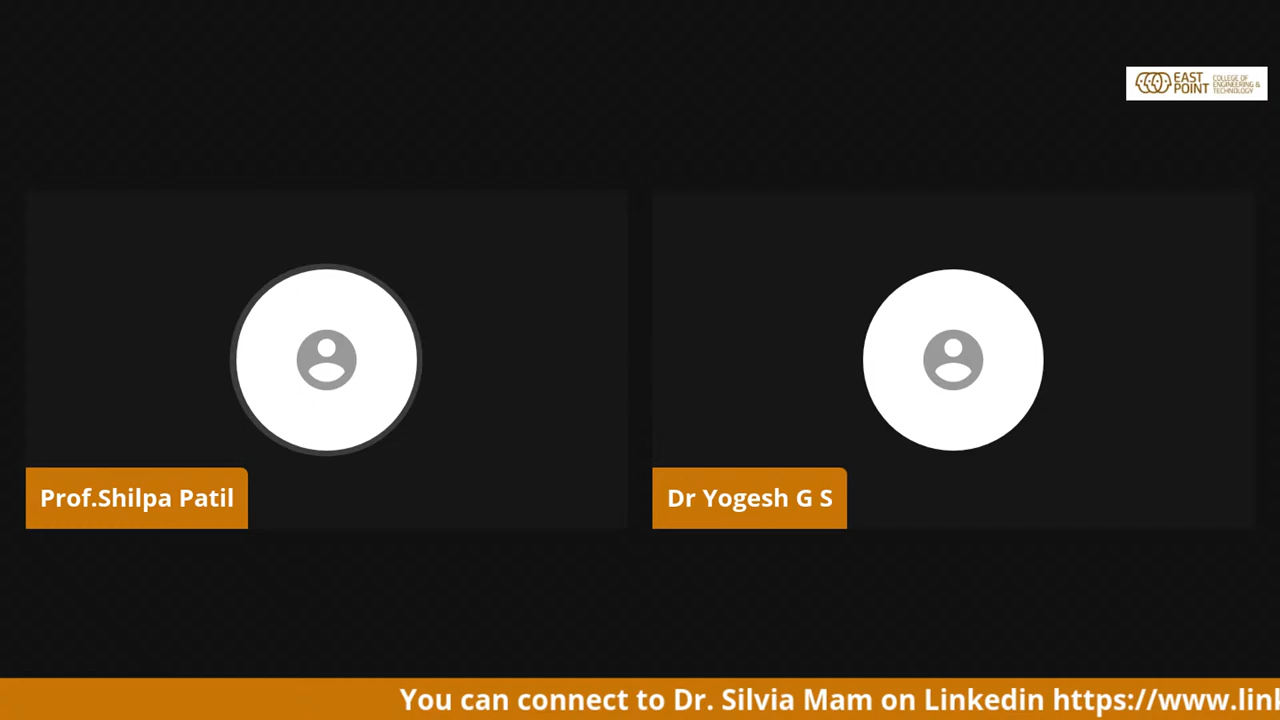 EAST
POINT
COLLEGE OF
ENGINEERING &
TECHNOLOGY
Prof.Shilpa Patil
Dr Yogesh G S
You can connect to Dr. Silvia Mam on Linkedin https://www.link